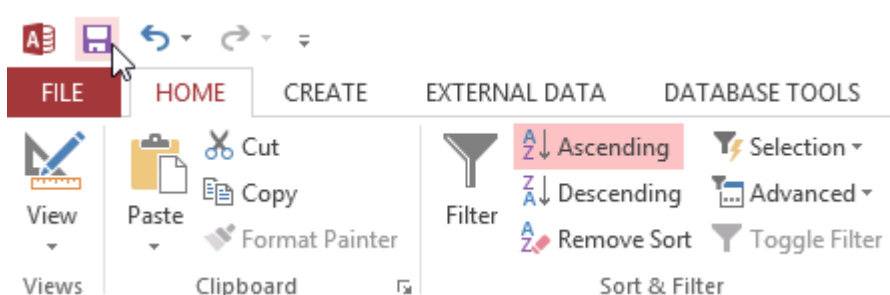 FILE HOME CREATE EXTERNAL DATA DATABASE TOOLS
View
Paste
Cut
Copy
Format Painter
Filter
Ascending
Descending
Remove Sort
Selection
Advanced
Toggle Filter
Views Clipboard Sort & Filter